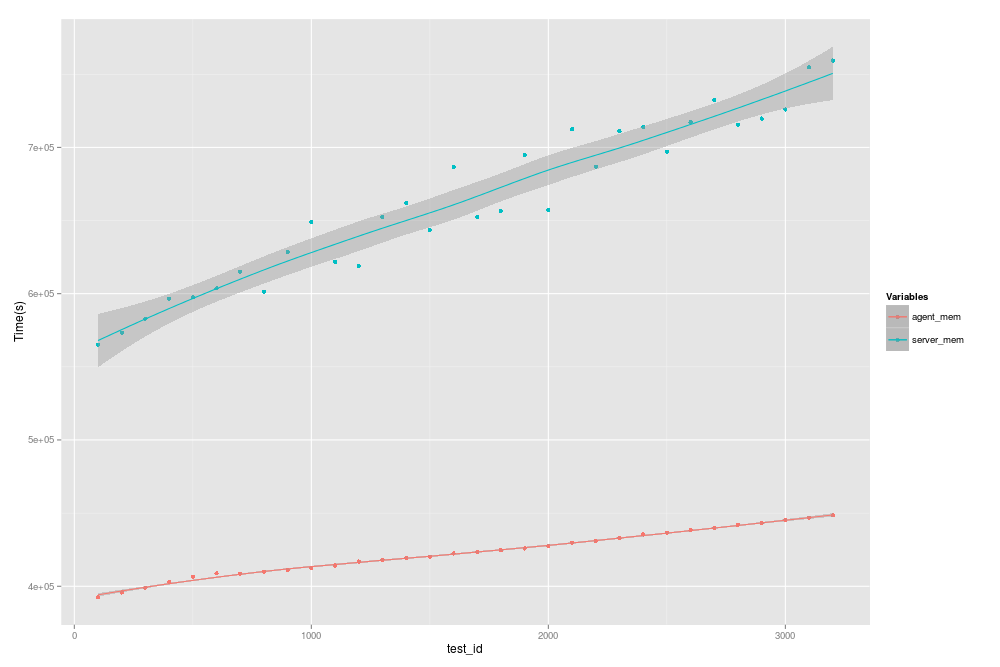 7e+05
6e+05
5e+05
4e+05
Time(s)
0
1000
2000
3000
test_id
Variables
agent_mem
server_mem